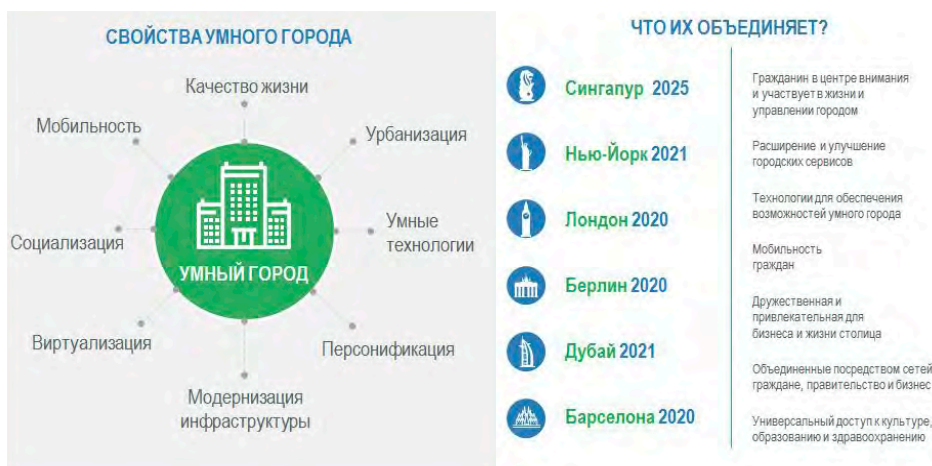 СВОЙСТВА УМНОГО ГОРОДА
Качество жизни
Мобильность
Урбанизация
Социализация
Умные
технологии
УМНЫЙ ГОРОД
Виртуализация
Персонификация
Модернизация
инфраструктуры
ЧТО ИХ ОБЪЕДИНЯЕТ?
Сингапур 2025
Нью-Йорк 2021
Лондон 2020
Берлин 2020
Дубай 2021
Барселона 2020
Гражданин в центре внимания
и участвует в жизни и
управлении городом
Расширение и улучшение
городских сервисов
Технологии для обеспечения
возможностей умного города
Мобильность
граждан
Дружественная и
привлекательная для
бизнеса и жизни столица
Объединенные посредством сетей
граждане, правительство и бизнес
Универсальный доступ к культуре,
образованию и здравоохранению